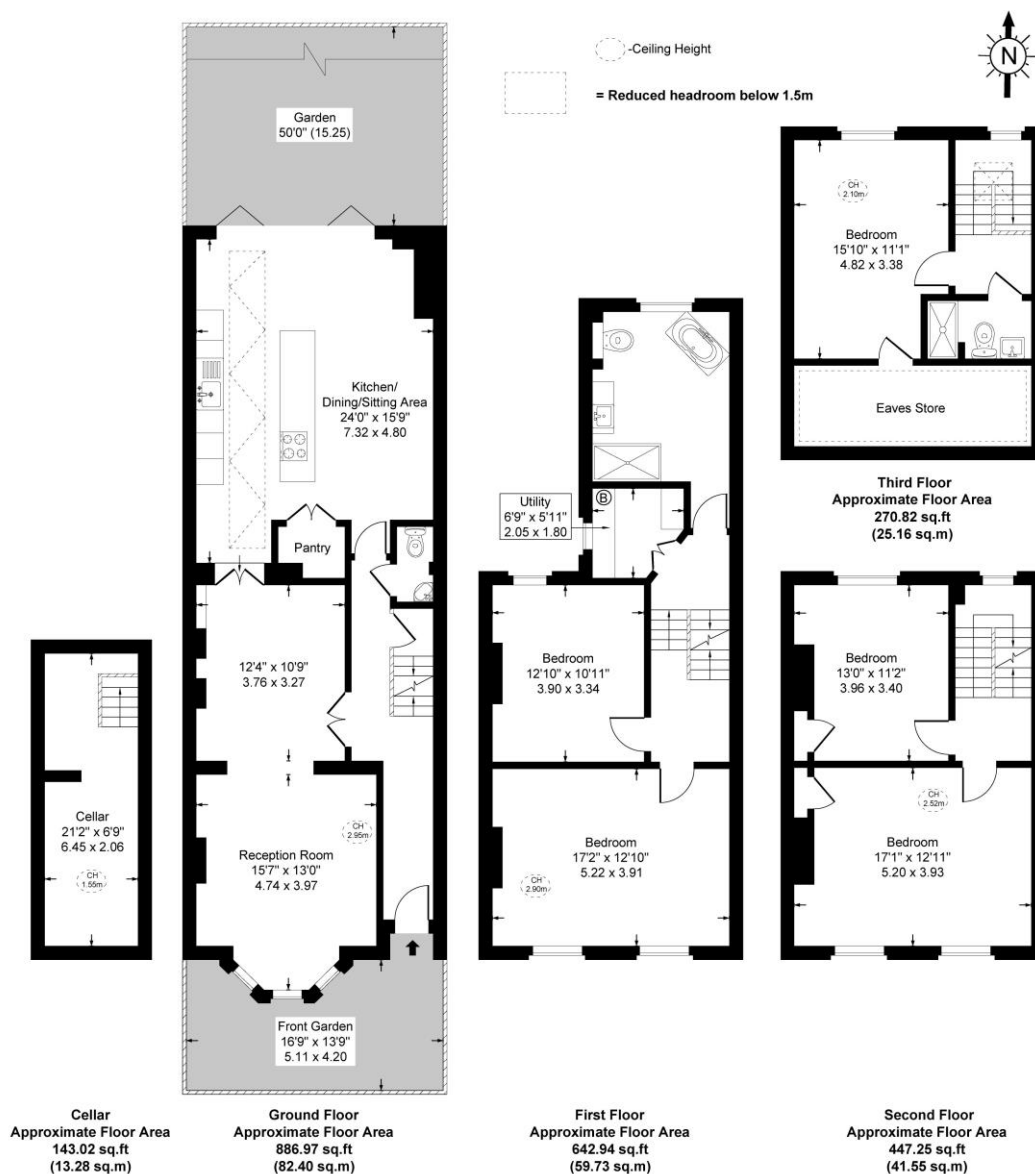 -Ceiling Height
= Reduced headroom below 1.5m
N
Garden
50'0" (15.25)
Kitchen/
Dining/Sitting Area
24'0" x 15'9"
7.32 x 4.80
Pantry
12'4" x 10'9"
3.76 x 3.27
CH
2.95m
Reception Room
15'7" x 13'0"
4.74 x 3.97
Front Garden
16'9" x 13'9"
5.11 x 4.20
Cellar
21'2" x 6'9"
6.45 x 2.06
CH
1.55m
Utility
6'9" x 5'11"
2.05 x 1.80
B
Bedroom
12'10" x 10'11"
3.90 x 3.34
Bedroom
17'2" x 12'10"
5.22 x 3.91
CH
2.90m
CH
2.10m
Bedroom
15'10" x 11'1"
4.82 x 3.38
Eaves Store
Third Floor
Approximate Floor Area
270.82 sq.ft
(25.16 sq.m)
Bedroom
13'0" x 11'2"
3.96 x 3.40
CH
2.52m
Bedroom
17'1" x 12'11"
5.20 x 3.93
Cellar
Approximate Floor Area
143.02 sq.ft
(13.28 sq.m)
Ground Floor
Approximate Floor Area
886.97 sq.ft
(82.40 sq.m)
First Floor
Approximate Floor Area
642.94 sq.ft
(59.73 sq.m)
Second Floor
Approximate Floor Area
447.25 sq.ft
(41.55 sq.m)